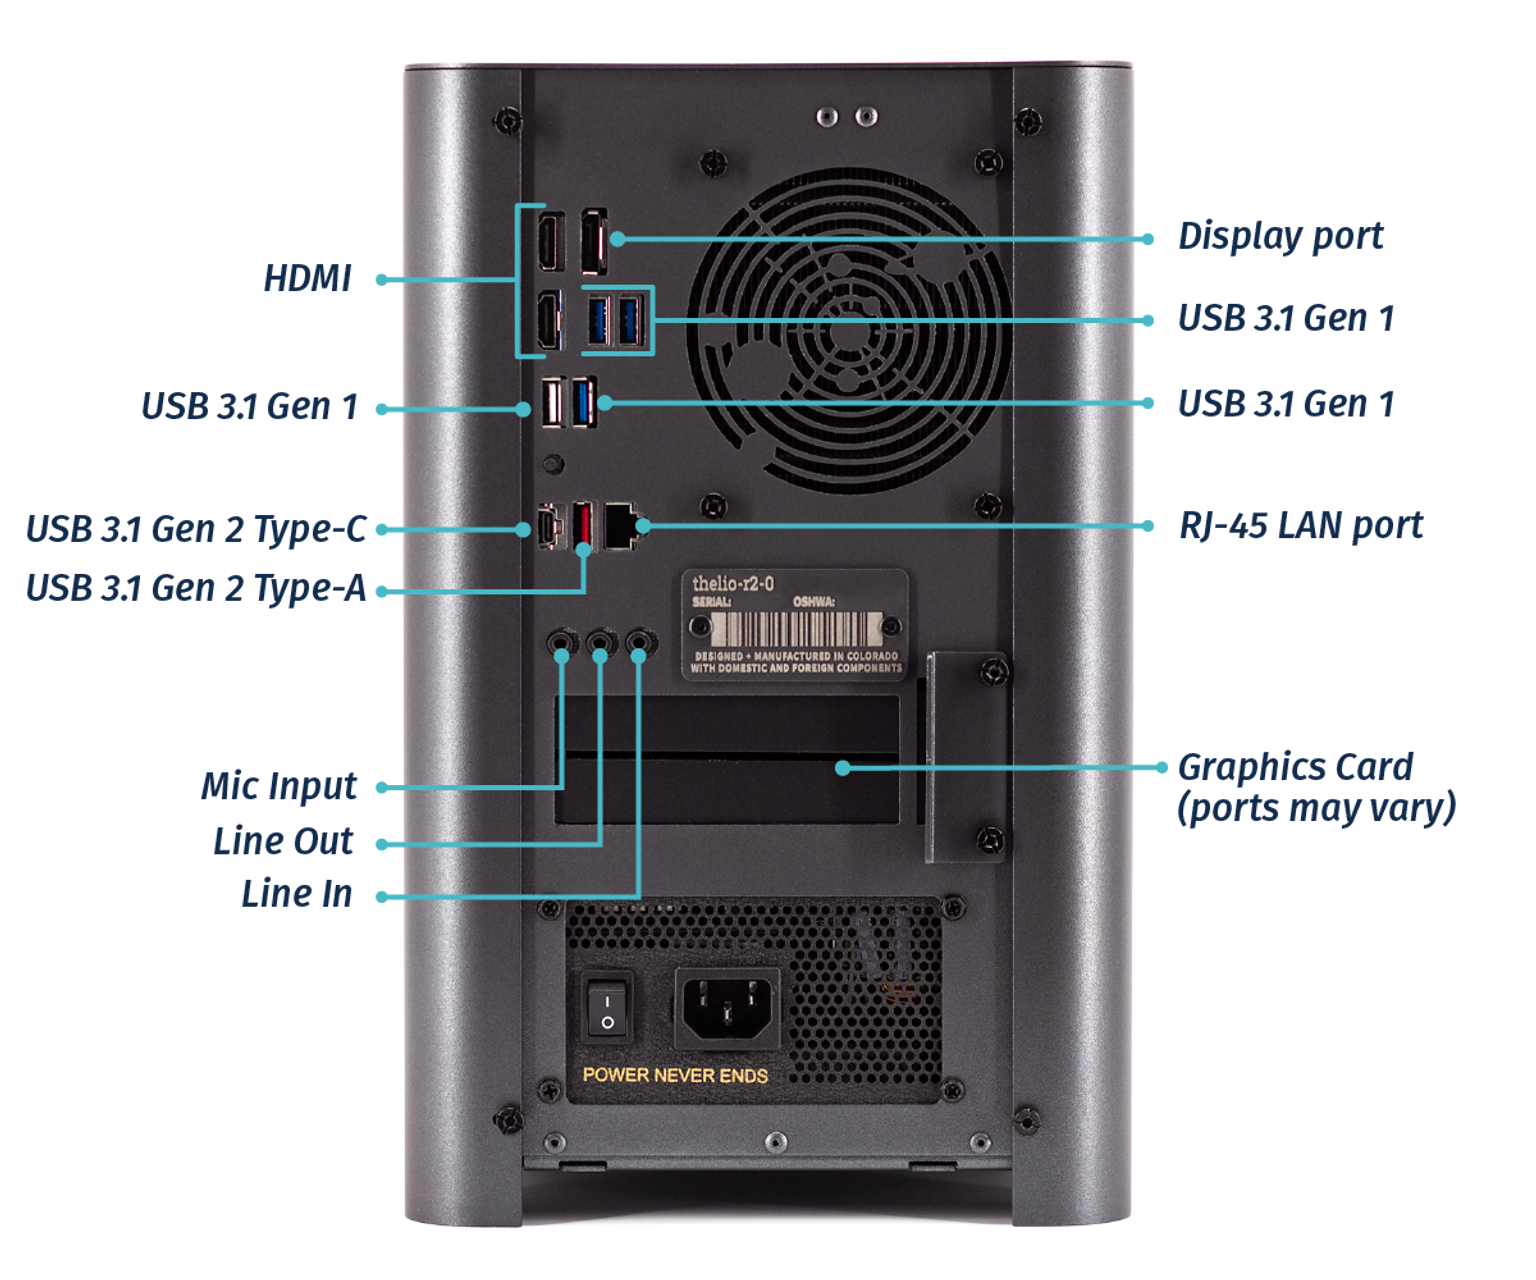 HDMI
USB 3.1 Gen 1
USB 3.1 Gen 2 Type-C
USB 3.1 Gen 2 Type-A
Mic Input
Line Out
Line In
Display port
USB 3.1 Gen 1
USB 3.1 Gen 1
RJ-45 LAN port
Graphics Card
(ports may vary)
thelio-r2-0
SERIAL: OSHWA:
DESIGNED + MANUFACTURED IN COLORADO
WITH DOMESTIC AND FOREIGN COMPONENTS
POWER NEVER ENDS